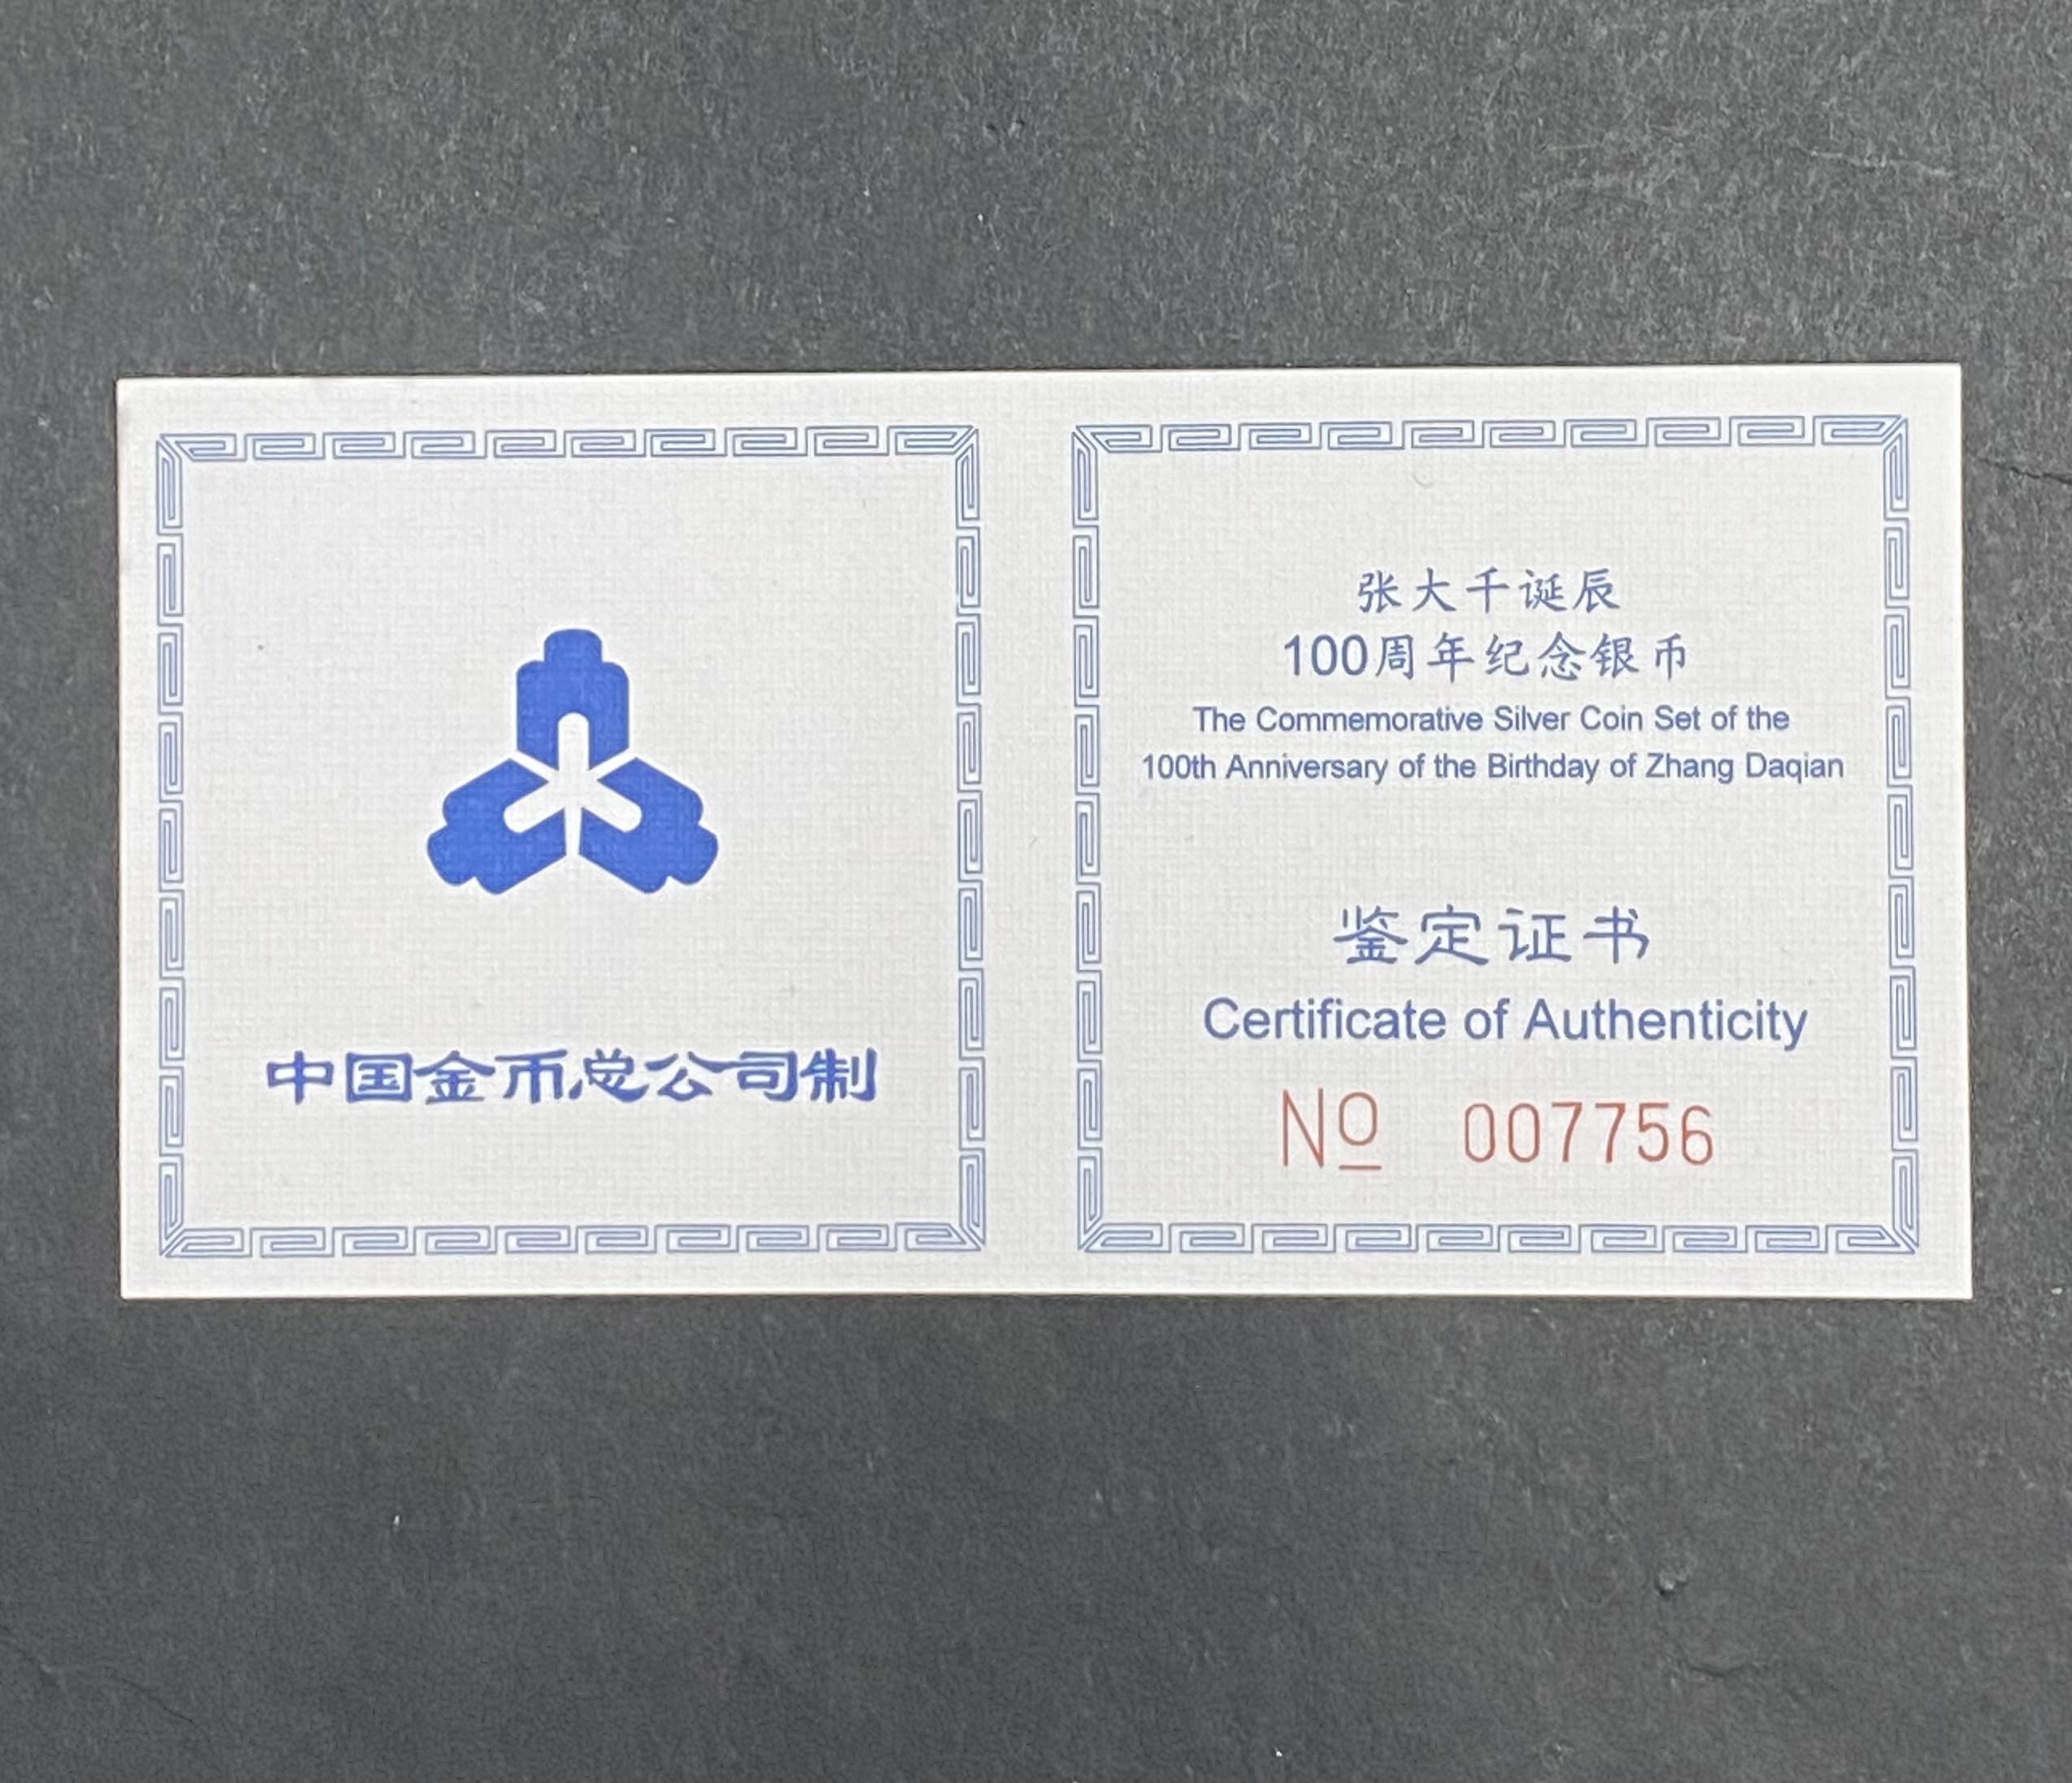 中国金币总公司制
张大千诞辰
100周年纪念银币
The Commemorative Silver Coin Set of the
100th Anniversary of the Birthday of Zhang Daqian
鉴定证书
Certificate of Authenticity
Nº 007756